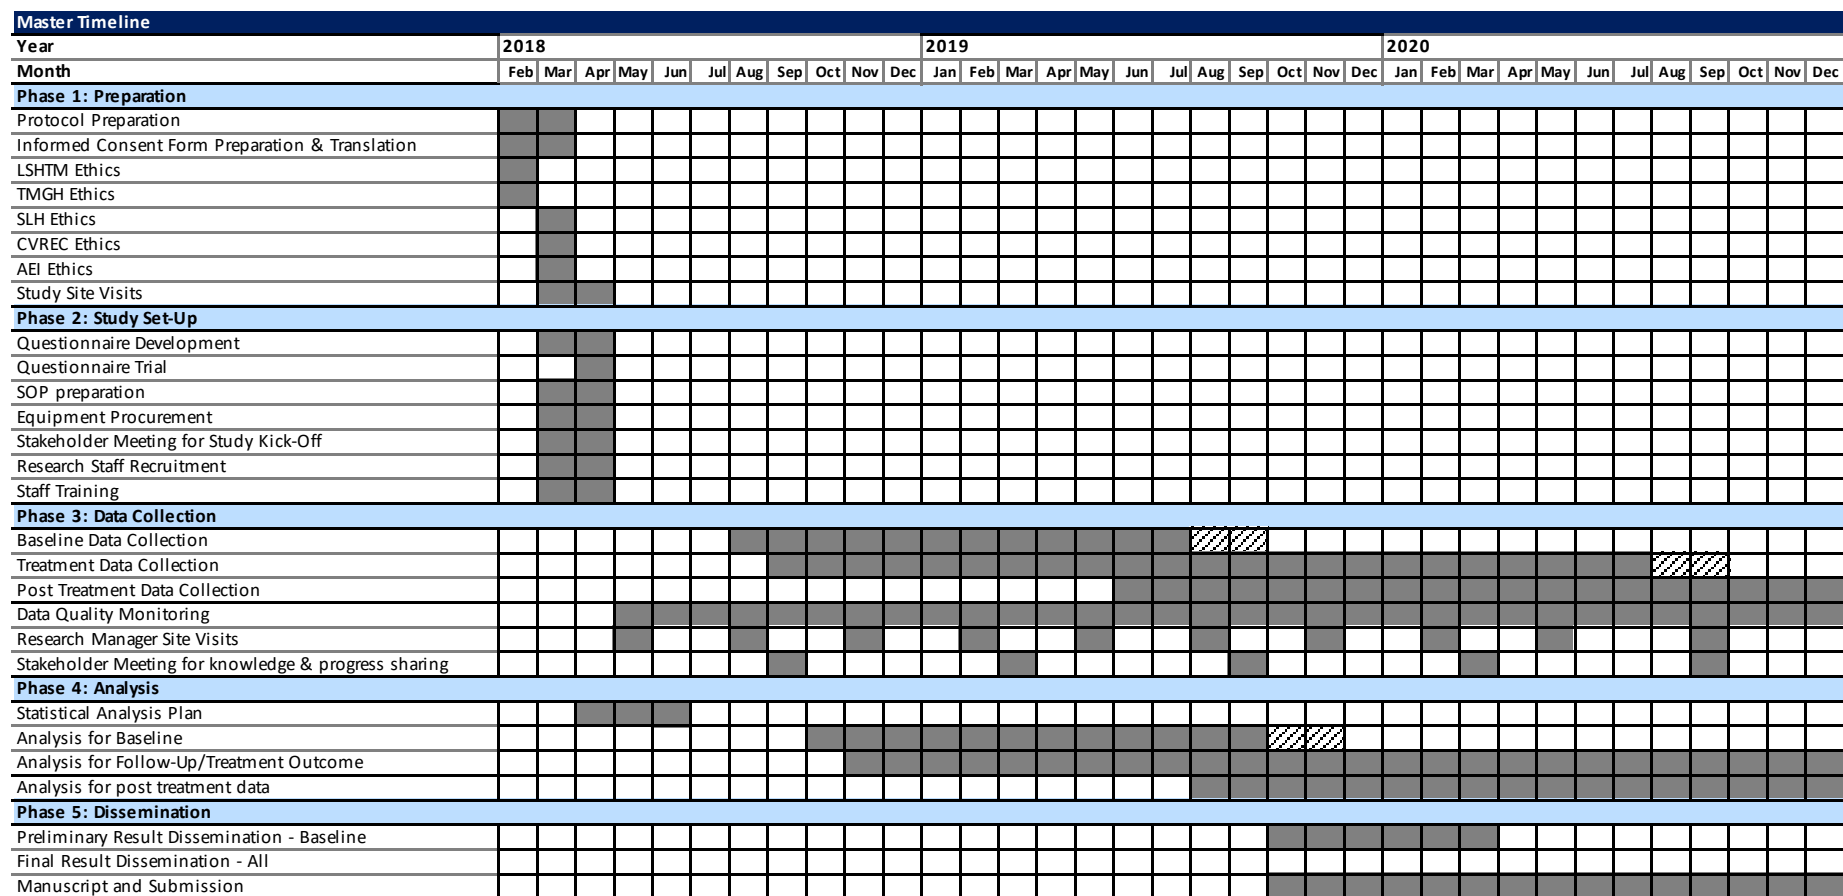 Master Timeline
Year 2018 2019 2020
Month Feb Mar Apr May Jun Jul Aug Sep Oct Nov Dec Jan Feb Mar Apr May Jun Jul Aug Sep Oct Nov Dec Jan Feb Mar Apr May Jun Jul Aug Sep Oct Nov Dec
Phase 1: Preparation
Protocol Preparation
Informed Consent Form Preparation & Translation
LSHTM Ethics
TMGH Ethics
SLH Ethics
CVREC Ethics
AEI Ethics
Study Site Visits
Phase 2: Study Set-Up
Questionnaire Development
Questionnaire Trial
SOP preparation
Equipment Procurement
Stakeholder Meeting for Study Kick-Off
Research Staff Recruitment
Staff Training
Phase 3: Data Collection
Baseline Data Collection
Treatment Data Collection
Post Treatment Data Collection
Data Quality Monitoring
Research Manager Site Visits
Stakeholder Meeting for knowledge & progress sharing
Phase 4: Analysis
Statistical Analysis Plan
Analysis for Baseline
Analysis for Follow-Up/Treatment Outcome
Analysis for post treatment data
Phase 5: Dissemination
Preliminary Result Dissemination - Baseline
Final Result Dissemination - All
Manuscript and Submission